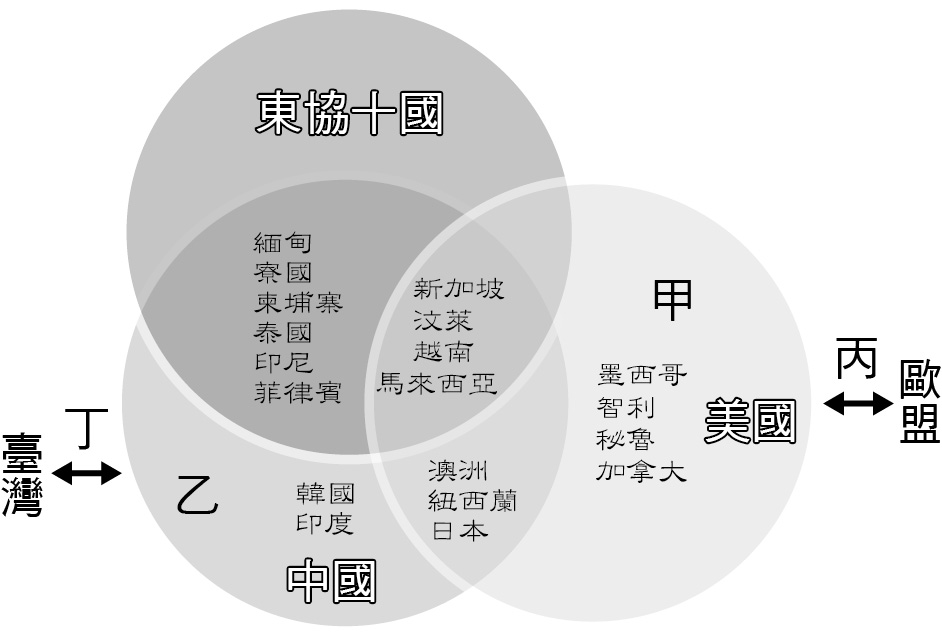 東協十國
緬甸
寮國
柬埔寨
泰國
印尼
菲律賓
新加坡
汶萊
越南
馬來西亞
甲
墨西哥
智利
秘魯
加拿大
美國
丙
歐盟
丁
臺灣
乙
韓國
印度
中國
澳洲
紐西蘭
日本